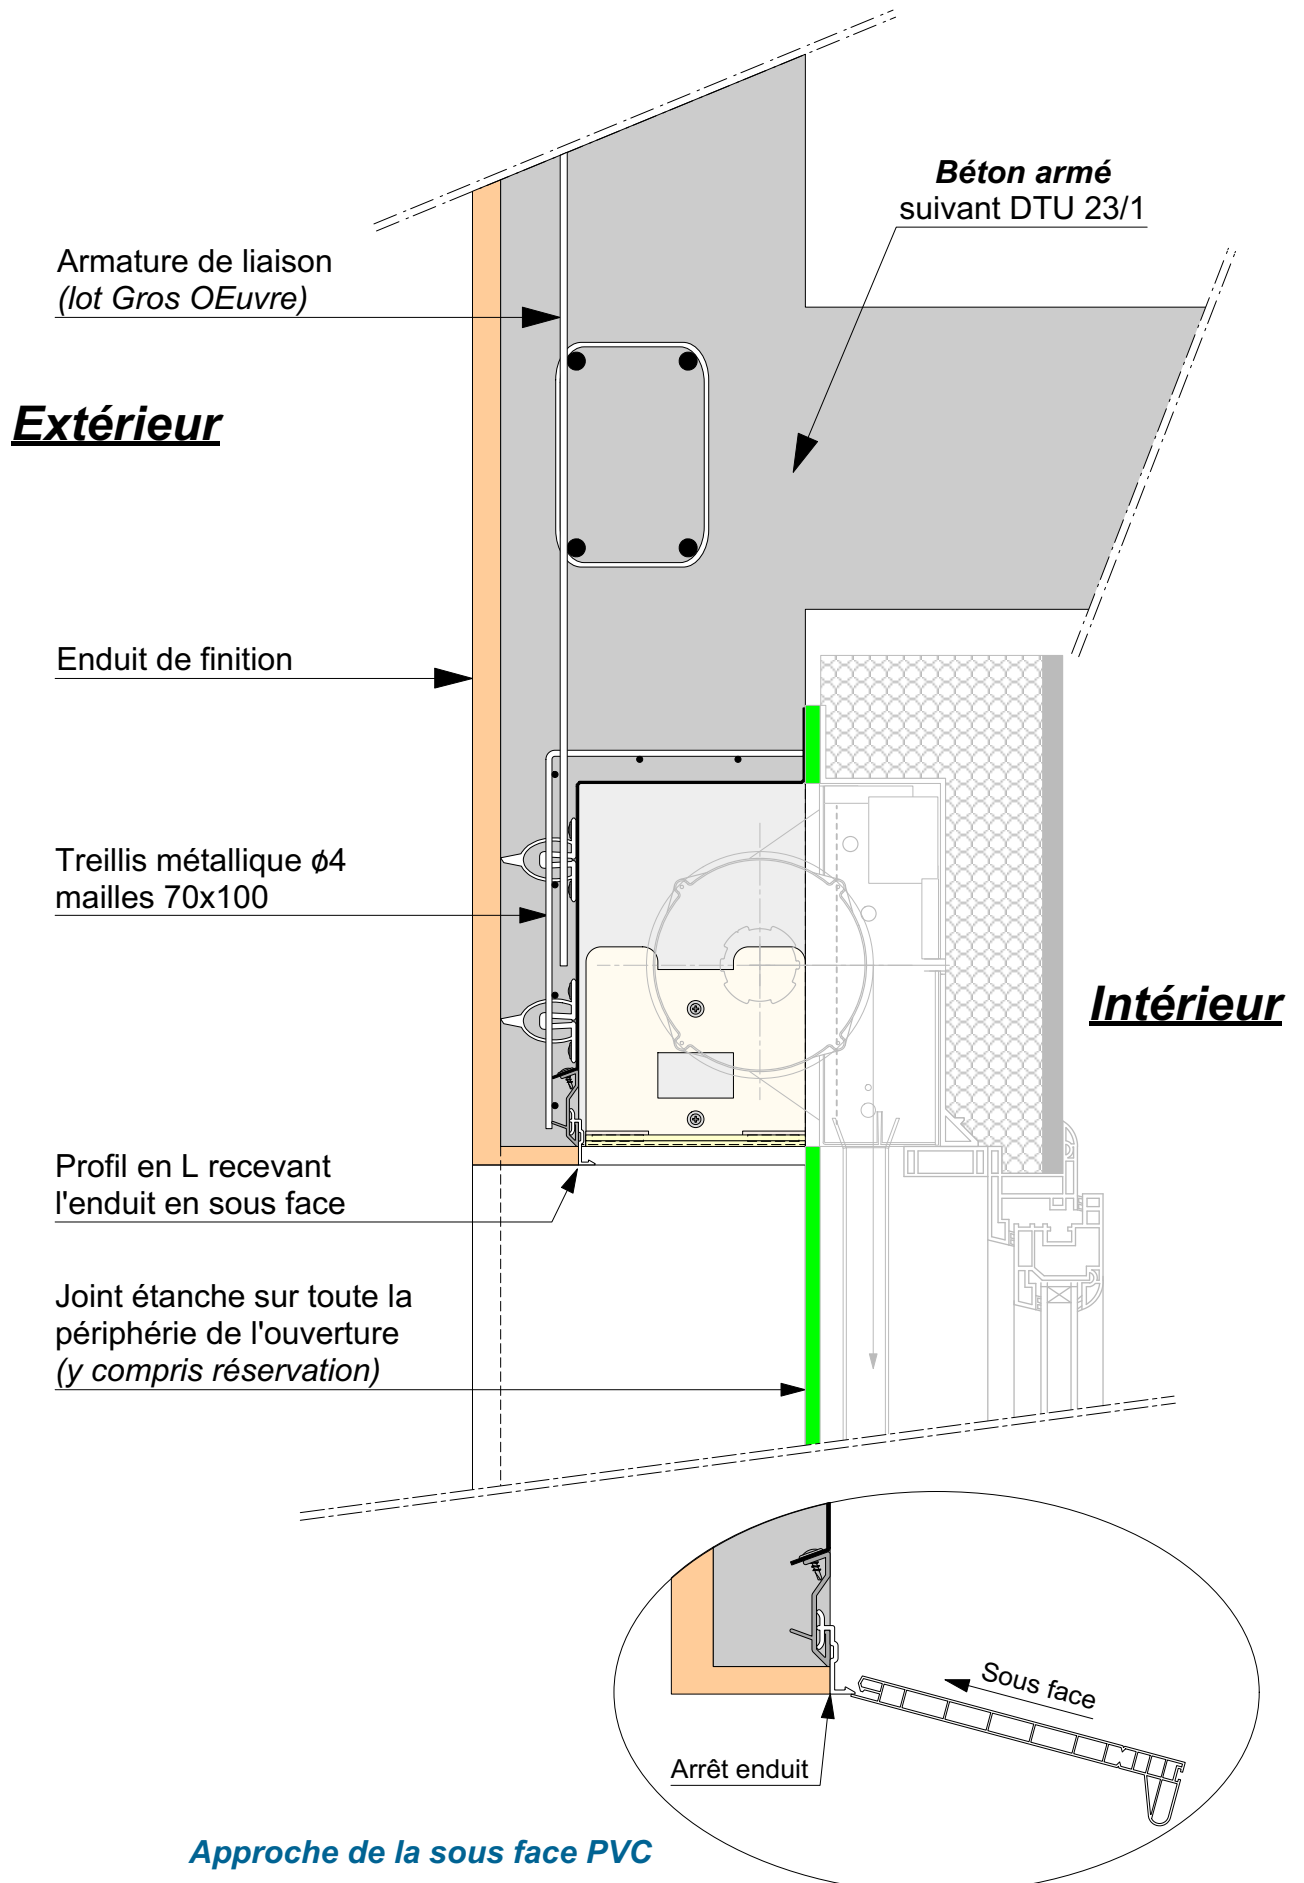 Béton armé
suivant DTU 23/1
Armature de liaison
(lot Gros OEuvre)
Extérieur
Enduit de finition
Treillis métallique ϕ4
mailles 70x100
Intérieur
Profil en L recevant
l'enduit en sous face
Joint étanche sur toute la
périphérie de l'ouverture
(y compris réservation)
Sous face
Arrêt enduit
Approche de la sous face PVC